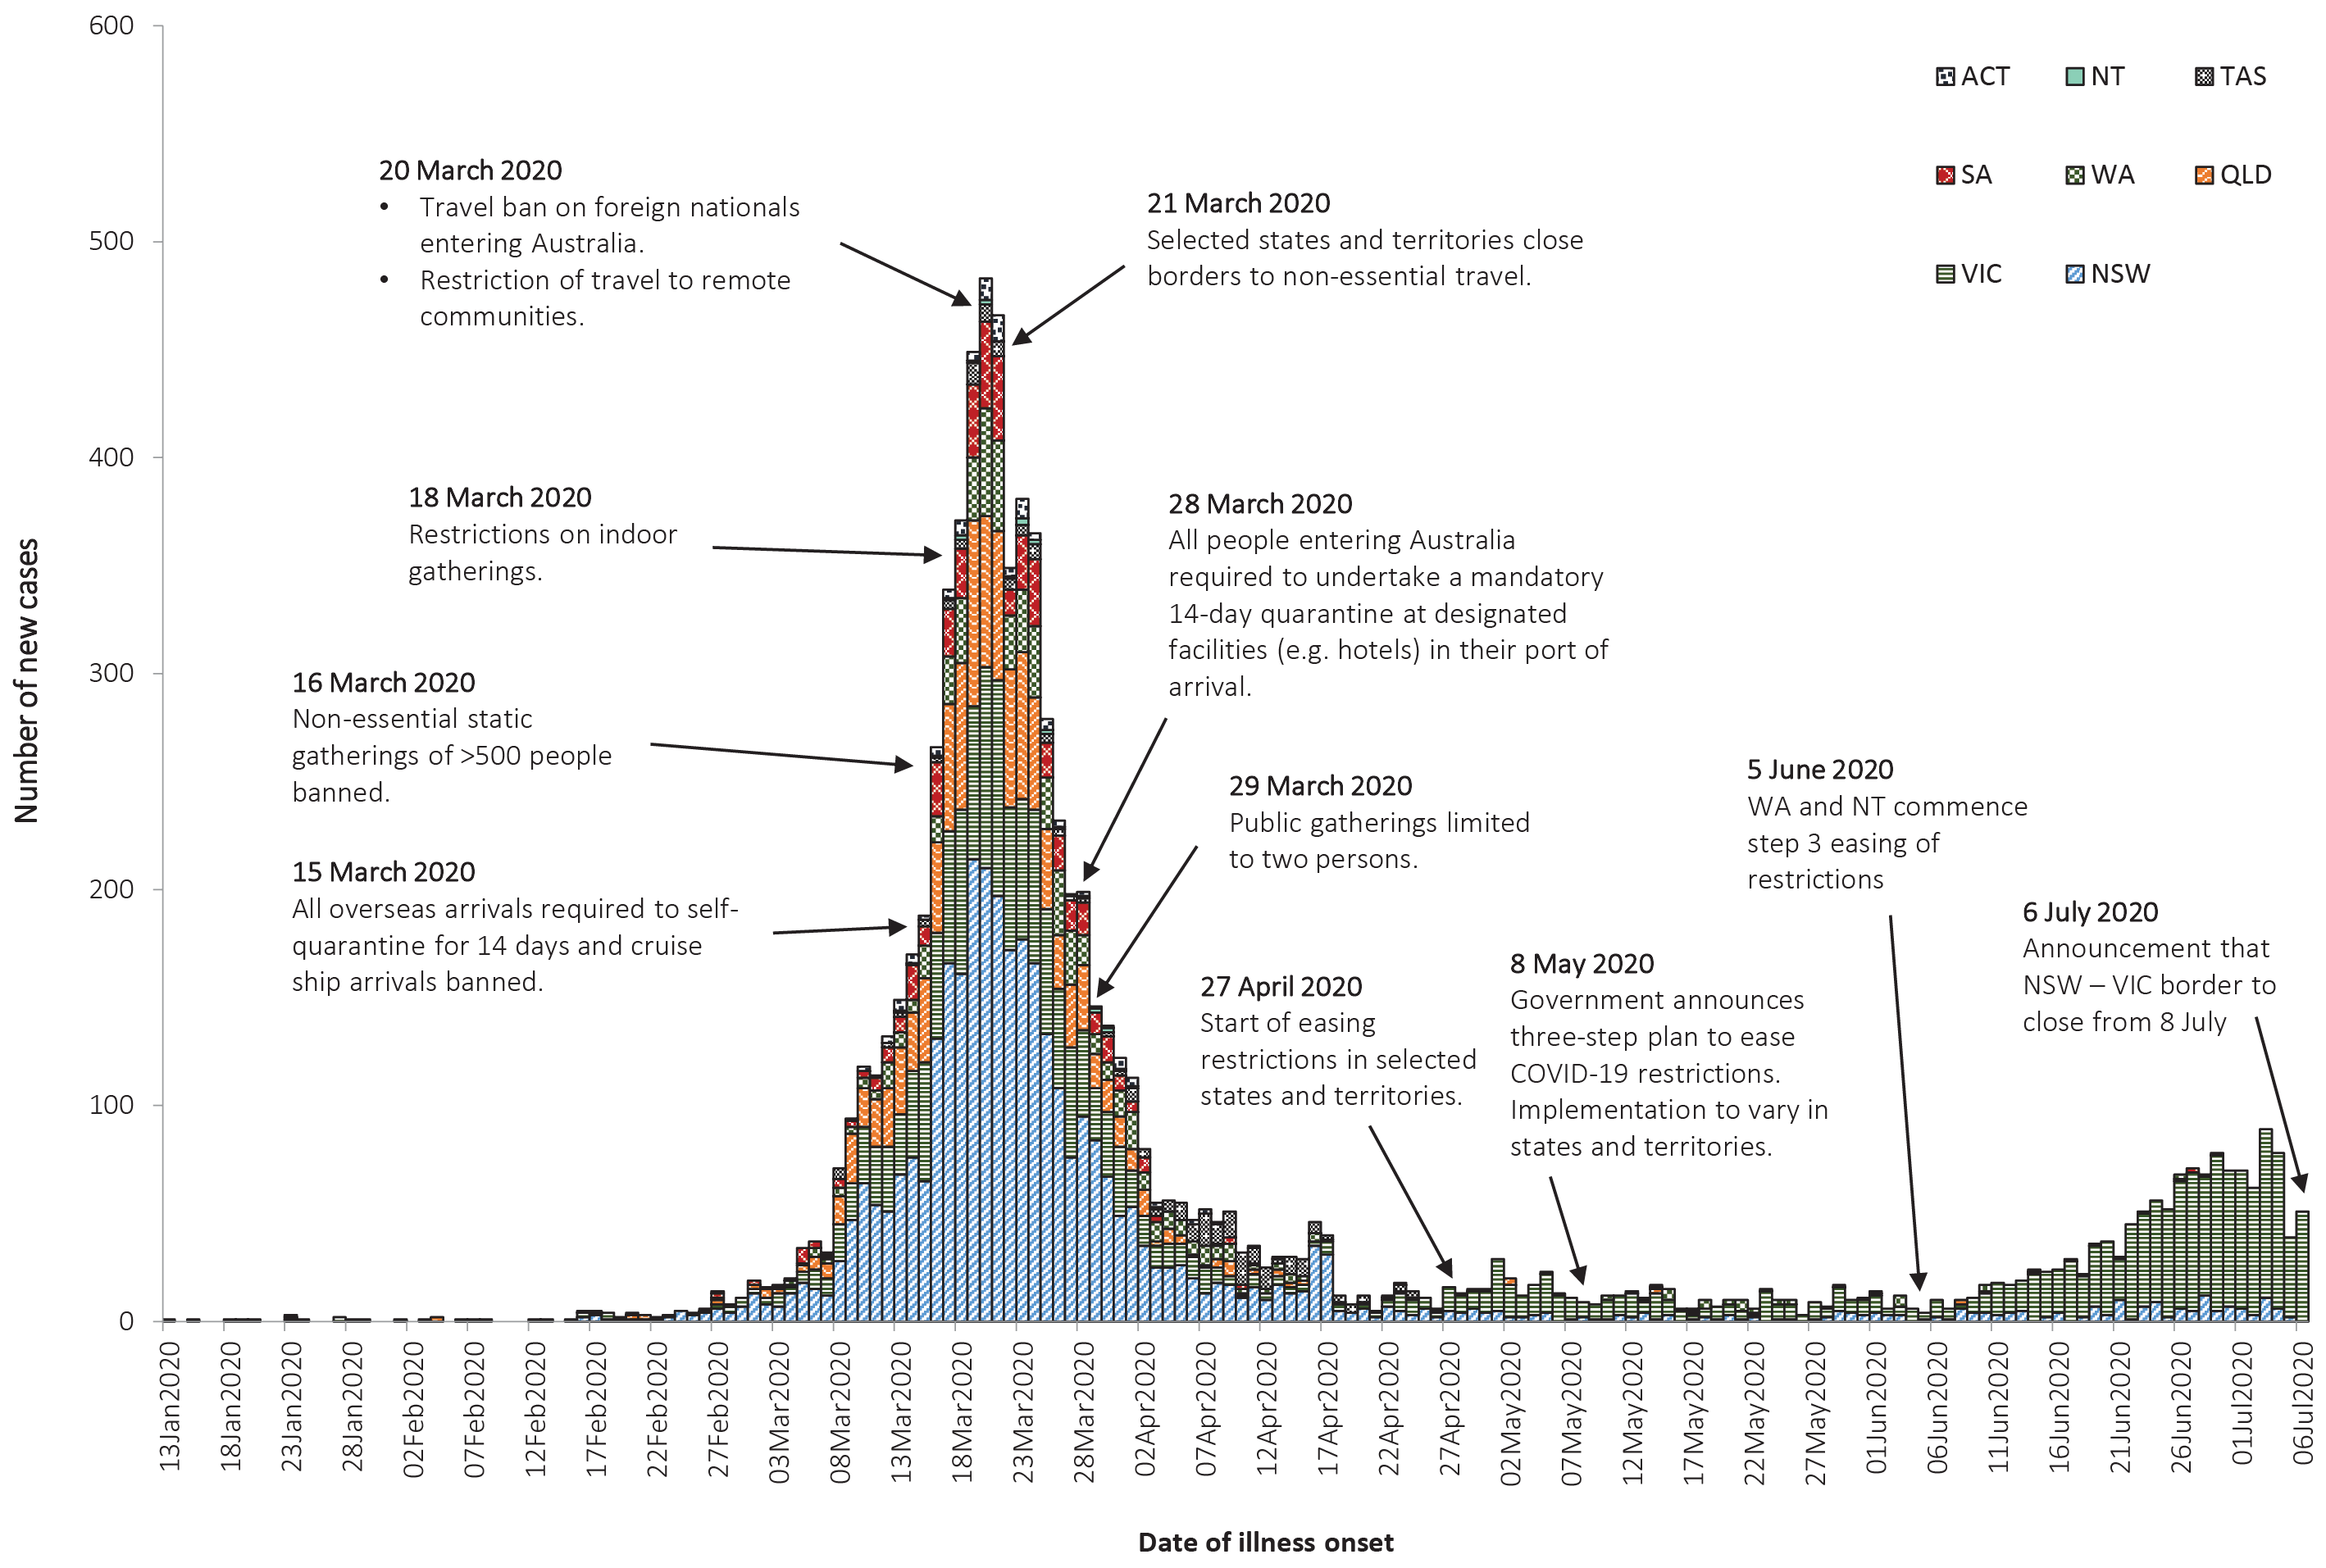 600
500
400
300
200
100
0
Number of new cases
ACT
NT
TAS
SA
WA
QLD
VIC
NSW
20 March 2020
• Travel ban on foreign nationals
entering Australia.
• Restriction of travel to remote
communities.
21 March 2020
Selected states and territories close
borders to non-essential travel.
18 March 2020
Restrictions on indoor
gatherings.
28 March 2020
All people entering Australia
required to undertake a mandatory
14-day quarantine at designated
facilities (e.g. hotels) in their port of
arrival.
16 March 2020
Non-essential static
gatherings of >500 people
banned.
29 March 2020
Public gatherings limited
to two persons.
5 June 2020
WA and NT commence
step 3 easing of
restrictions
15 March 2020
All overseas arrivals required to self-
quarantine for 14 days and cruise
ship arrivals banned.
6 July 2020
Announcement that
NSW – VIC border to
close from 8 July
27 April 2020
Start of easing
restrictions in selected
states and territories.
8 May 2020
Government announces
three-step plan to ease
COVID-19 restrictions.
Implementation to vary in
states and territories.
13Jan2020
18Jan2020
23Jan2020
28Jan2020
02Feb2020
07Feb2020
12Feb2020
17Feb2020
22Feb2020
27Feb2020
03Mar2020
08Mar2020
13Mar2020
18Mar2020
23Mar2020
28Mar2020
02Apr2020
07Apr2020
12Apr2020
17Apr2020
22Apr2020
27Apr2020
02May2020
07May2020
12May2020
17May2020
22May2020
27May2020
01Jun2020
06Jun2020
11Jun2020
16Jun2020
21Jun2020
26Jun2020
01Jul2020
06Jul2020
Date of illness onset